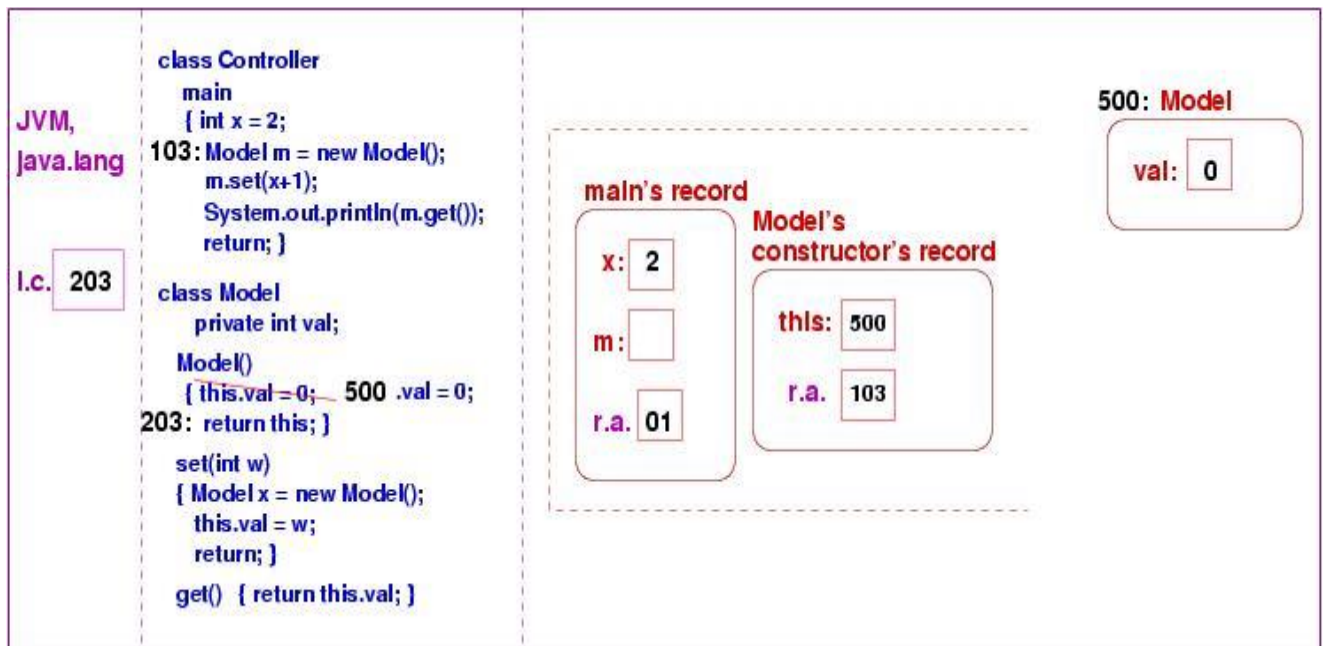 JVM,
java.lang
i.c. 203
class Controller
main
{ int x = 2;
103: Model m = new Model();
m.set(x+1);
System.out.println(m.get());
return; }
class Model
private int val;
Model()
{ this.val = 0; 500 .val = 0;
203: return this; }
set(int w)
{ Model x = new Model();
this.val = w;
return; }
get() { return this.val; }
main's record
x: 2
m:
r.a. 01
Model's
constructor's record
this: 500
r.a. 103
500: Model
val: 0